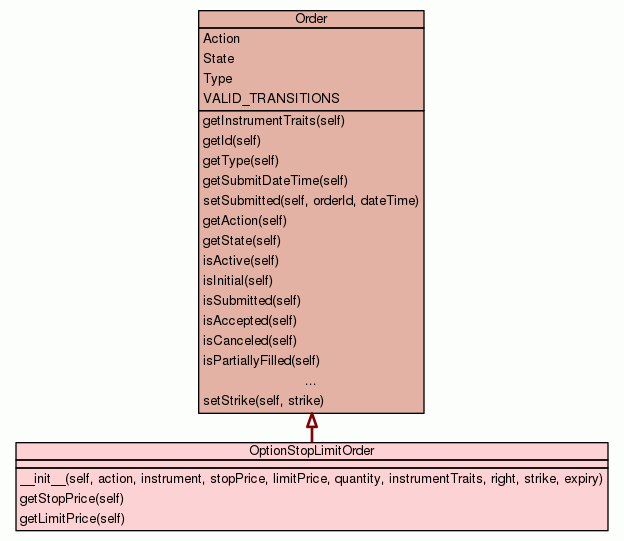 Order
Action
State
Type
VALID_TRANSITIONS
getInstrumentTraits(self)
getId(self)
getType(self)
getSubmitDateTime(self)
setSubmitted(self, orderId, dateTime)
getAction(self)
getState(self)
isActive(self)
isInitial(self)
isSubmitted(self)
isAccepted(self)
isCanceled(self)
isPartiallyFilled(self)
...
setStrike(self, strike)
OptionStopLimitOrder
__init__(self, action, instrument, stopPrice, limitPrice, quantity, instrumentTraits, right, strike, expiry)
getStopPrice(self)
getLimitPrice(self)